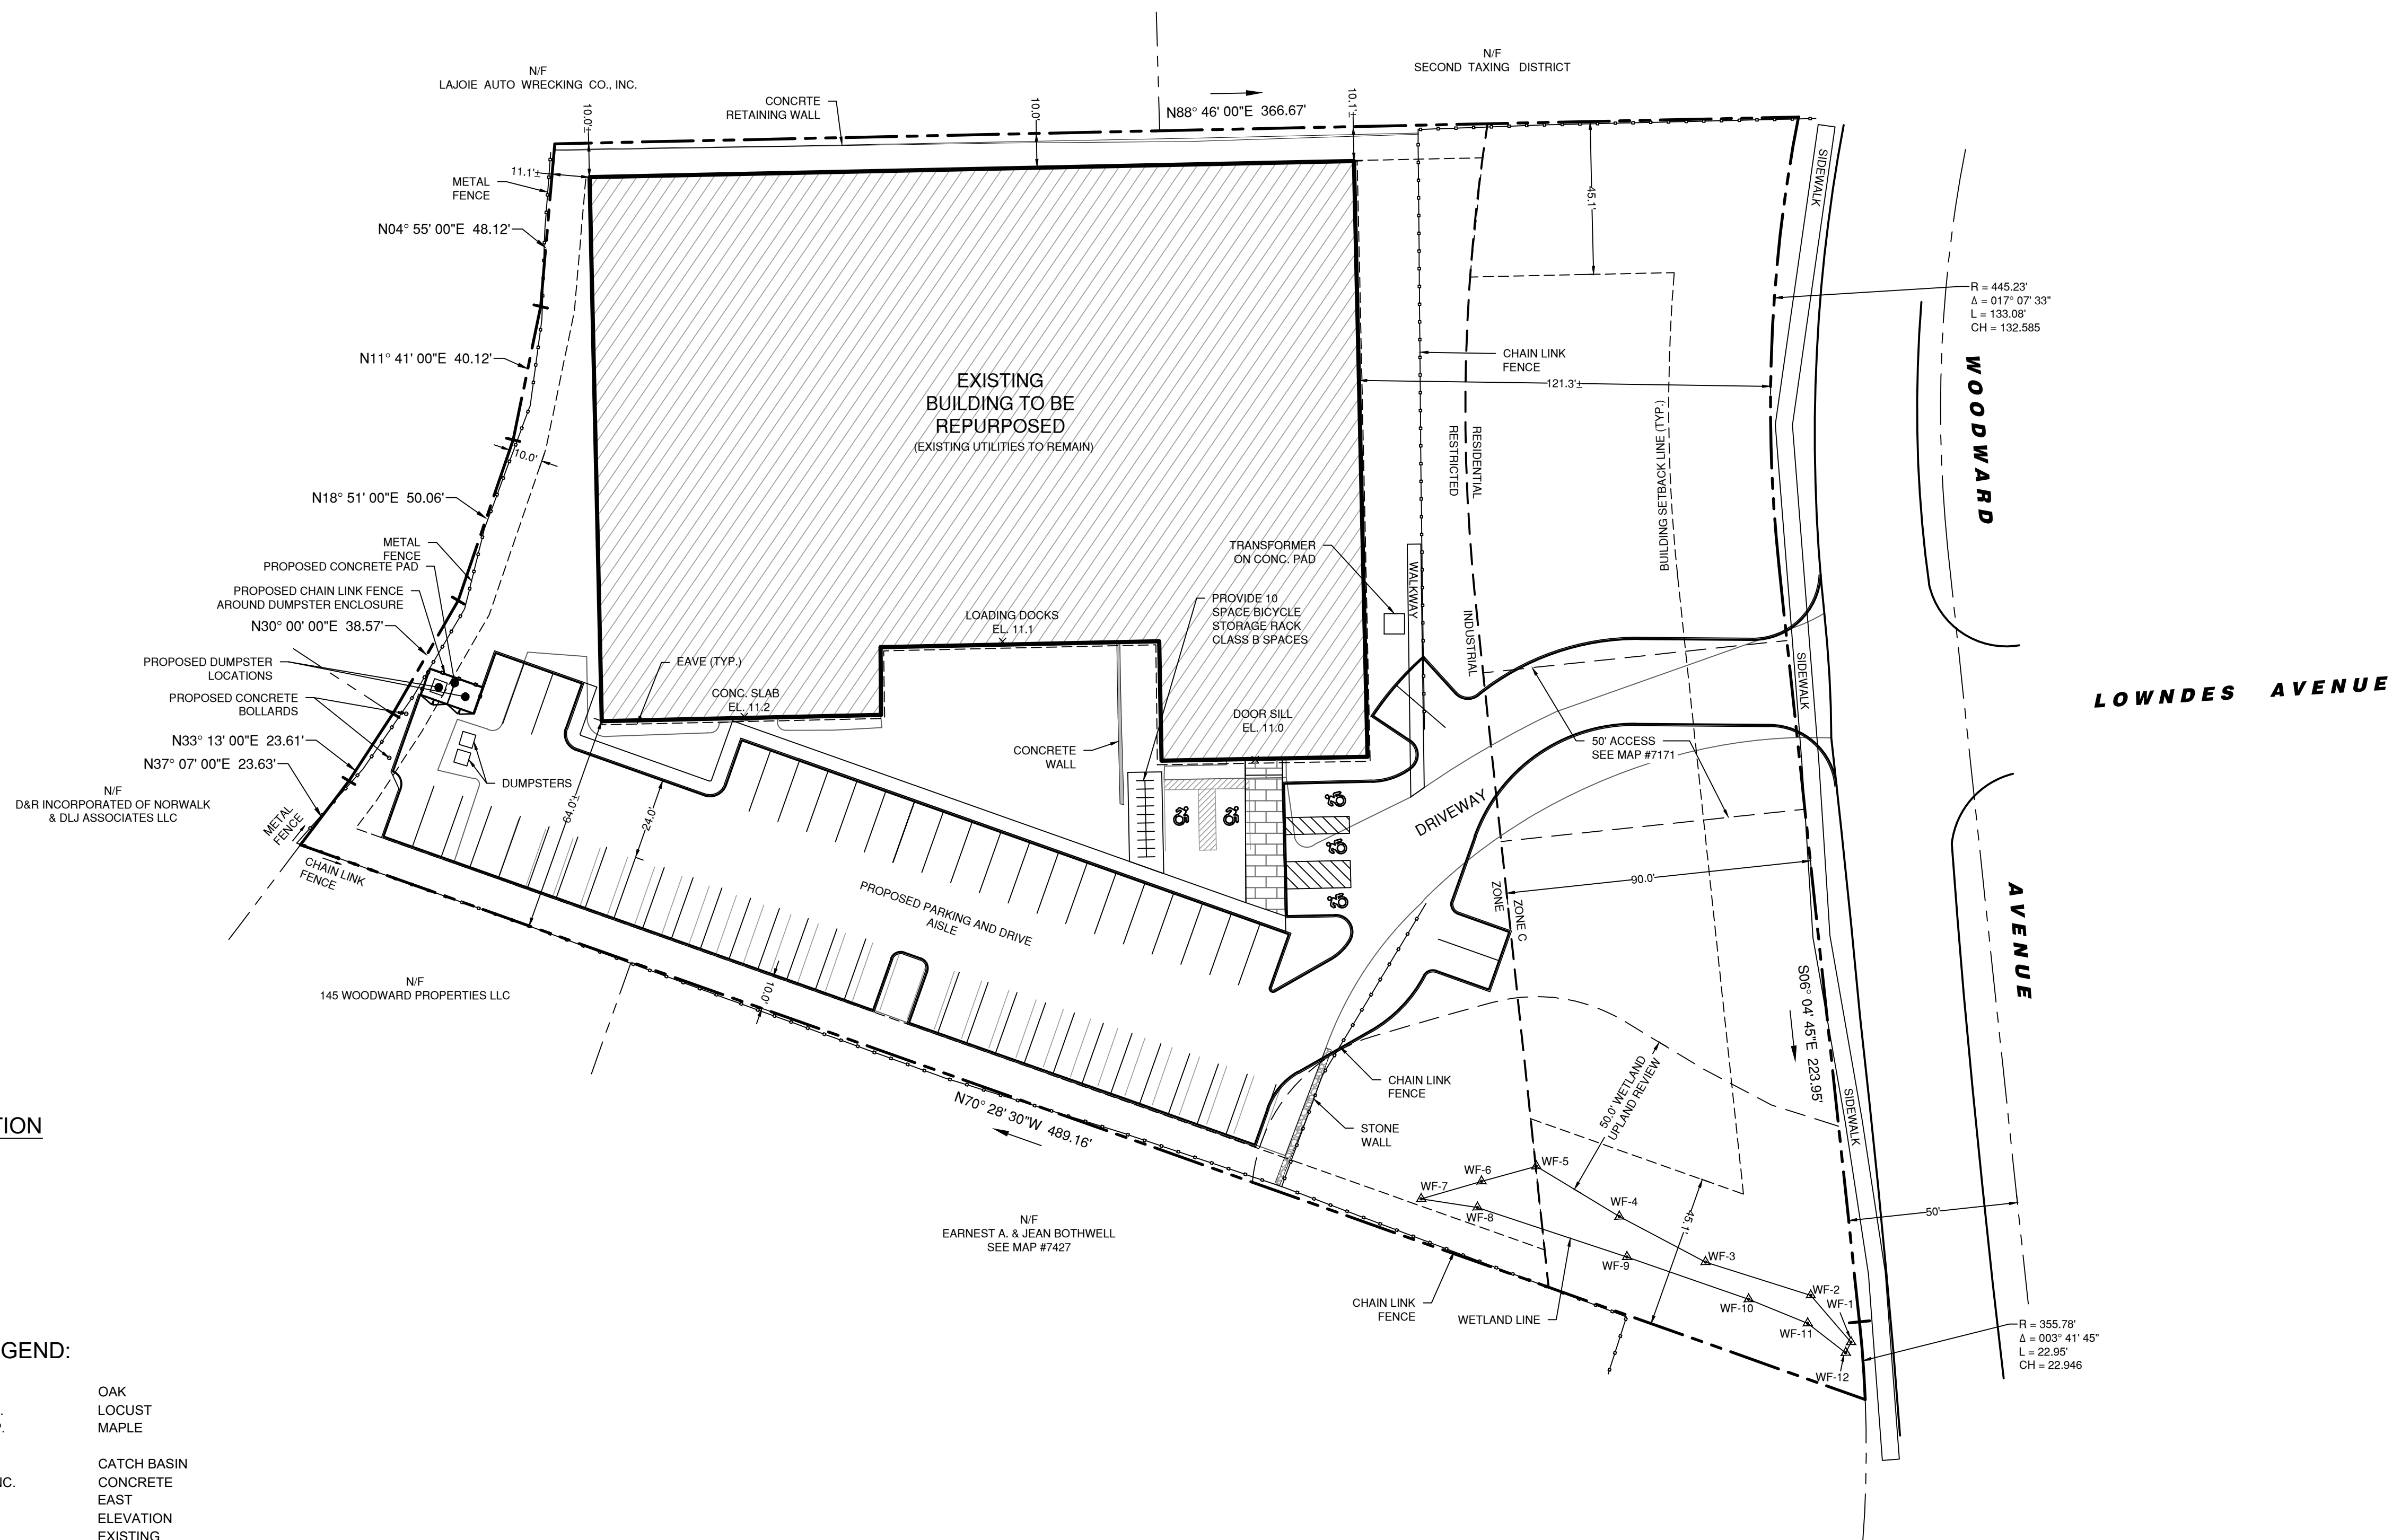 N/F
LAJOIE AUTO WRECKING CO., INC.
N/F
SECOND TAXING DISTRICT
CONCRTE
RETAINING WALL
N88° 46' 00"E 366.67'
10.0'±
10.0'
10.1'±
11.1'±
METAL
FENCE
N04° 55' 00"E 48.12'
45.1'
SIDEWALK
R = 445.23'
Δ = 017° 07' 33"
L = 133.08'
CH = 132.585
N11° 41' 00"E 40.12'
CHAIN LINK
FENCE
121.3'±
EXISTING
BUILDING TO BE
REPURPOSED
(EXISTING UTILITIES TO REMAIN)
10.0'
RESTRICTED
RESIDENTIAL
BUILDING SETBACK LINE (TYP.)
WOODWARD
N18° 51' 00"E 50.06'
METAL
FENCE
PROPOSED CONCRETE PAD
TRANSFORMER
ON CONC. PAD
WALKWAY
PROPOSED CHAIN LINK FENCE
AROUND DUMPSTER ENCLOSURE
PROVIDE 10
SPACE BICYCLE
STORAGE RACK
CLASS B SPACES
LOADING DOCKS
EL. 11.1
INDUSTRIAL
N30° 00' 00"E 38.57'
PROPOSED DUMPSTER
LOCATIONS
EAVE (TYP.)
SIDEWALK
LOWNDES AVENUE
PROPOSED CONCRETE
BOLLARDS
CONC. SLAB
EL. 11.2
DOOR SILL
EL. 11.0
N33° 13' 00"E 23.61'
50' ACCESS
SEE MAP #7171
CONCRETE
WALL
N37° 07' 00"E 23.63'
DUMPSTERS
N/F
D&R INCORPORATED OF NORWALK
& DLJ ASSOCIATES LLC
METAL
FENCE
64.0'±
24.0'
DRIVEWAY
CHAIN LINK
FENCE
90.0'
ZONE
ZONE C
PROPOSED PARKING AND DRIVE
AISLE
AVENUE
N/F
145 WOODWARD PROPERTIES LLC
10.0'
S06° 04' 45"E 223.95'
50.0' WETLAND
UPLAND REVIEW
CHAIN LINK
FENCE
N70° 28' 30"W 489.16'
SIDEWALK
TION
STONE
WALL
WF-5
WF-6
WF-7
WF-4
WF-8
45.1'
50'
N/F
EARNEST A. & JEAN BOTHWELL
SEE MAP #7427
WF-3
WF-9
WF-2
WF-1
WF-10
CHAIN LINK
FENCE
WETLAND LINE
WF-11
WF-12
R = 355.78'
Δ = 003° 41' 45"
L = 22.95'
CH = 22.946
GEND:
OAK
LOCUST
MAPLE
CATCH BASIN
NC. CONCRETE
EAST
ELEVATION
EXISTING